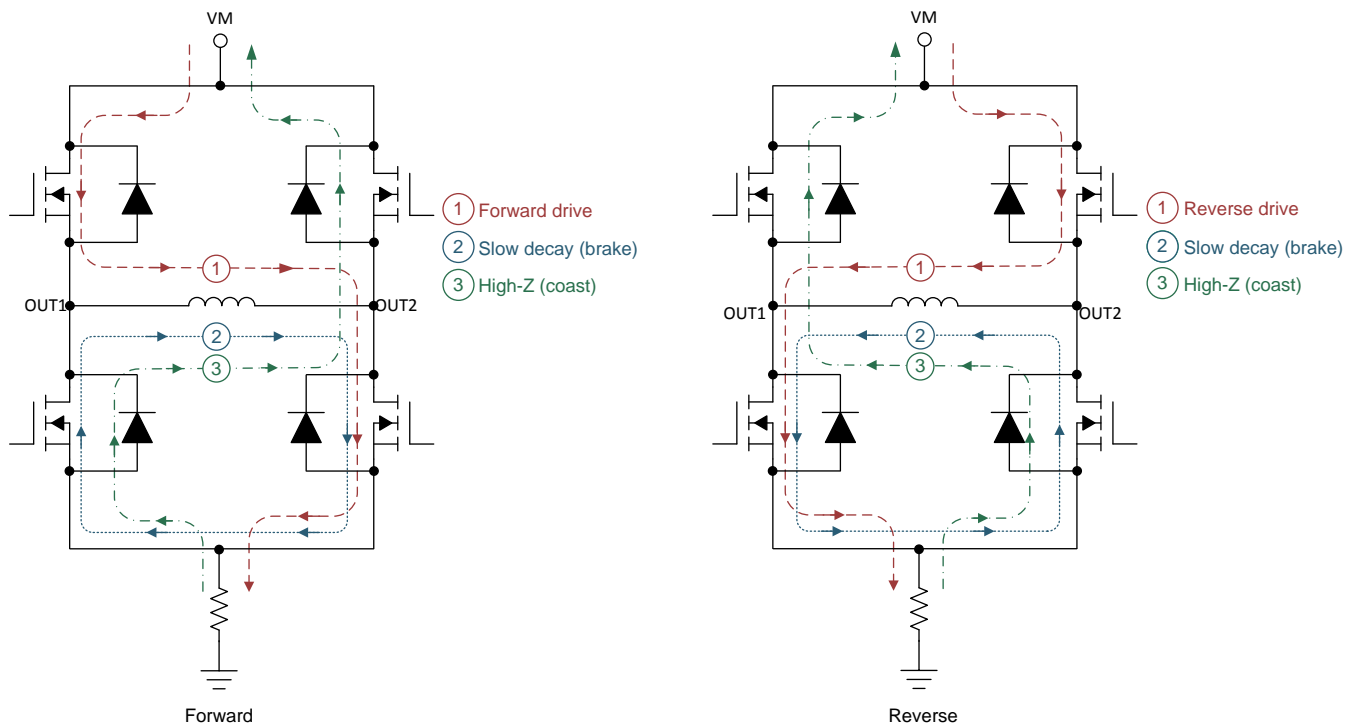 VM
1 Forward drive
2 Slow decay (brake)
3 High-Z (coast)
1
OUT1
OUT2
2
3
Forward
VM
1 Reverse drive
2 Slow decay (brake)
3 High-Z (coast)
1
OUT1
OUT2
2
3
Reverse